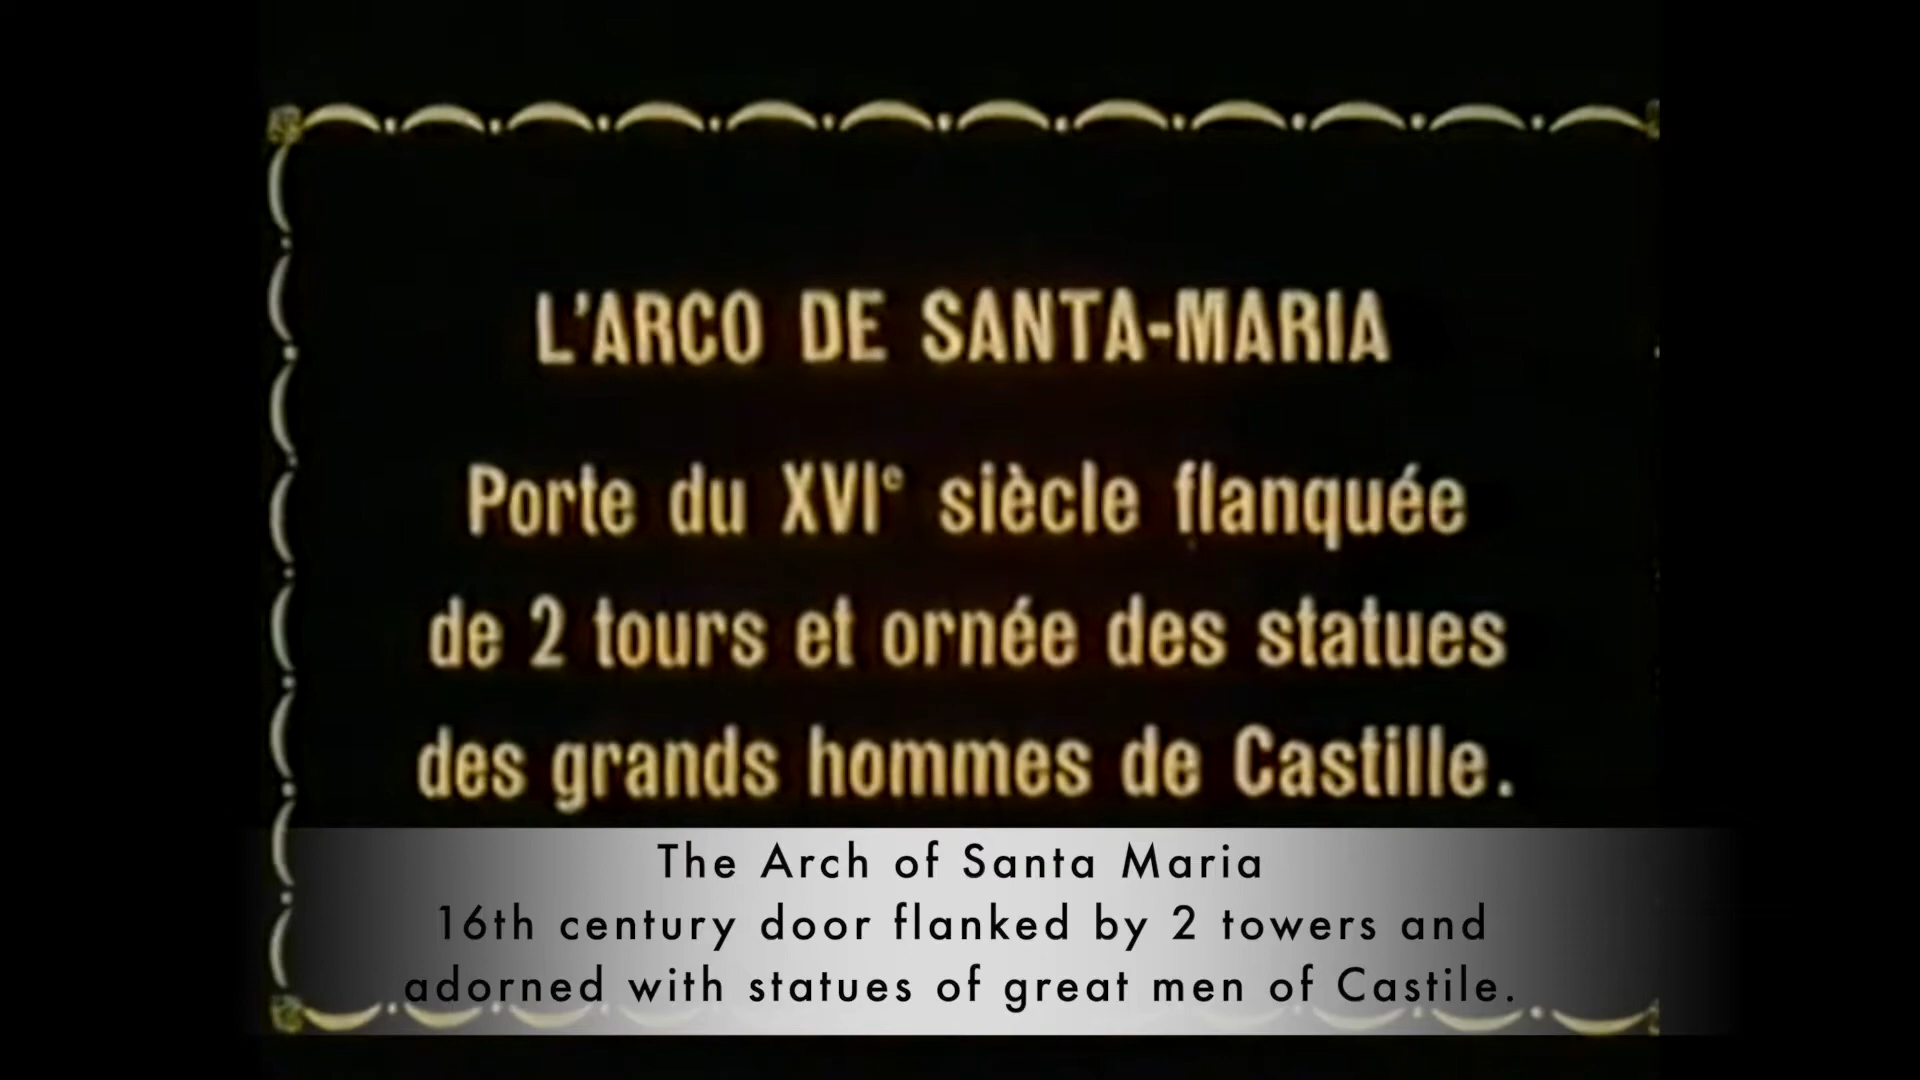 L'ARCO DE SANTA-MARIA
Porte du XVIe siècle flanquée
de 2 tours et ornée des statues
des grands hommes de Castille.
The Arch of Santa Maria
16th century door flanked by 2 towers and
adorned with statues of great men of Castile.